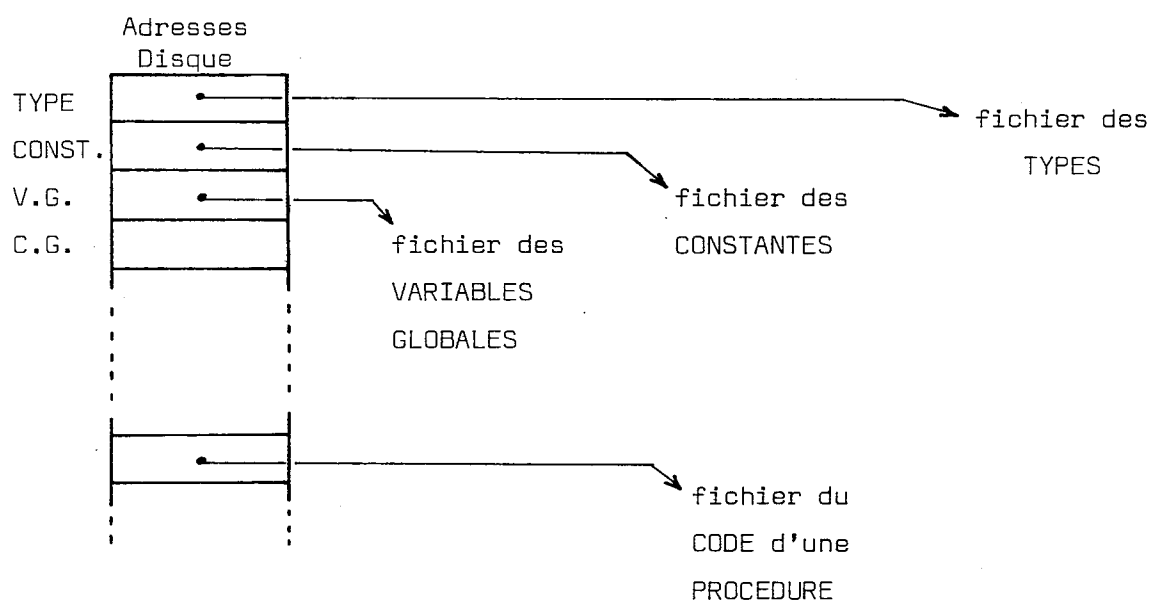 Adresses
Disque
TYPE
CONST.
V.G.
C.G.
fichier des
TYPES
fichier des
CONSTANTES
fichier des
VARIABLES
GLOBALES
fichier du
CODE d'une
PROCEDURE